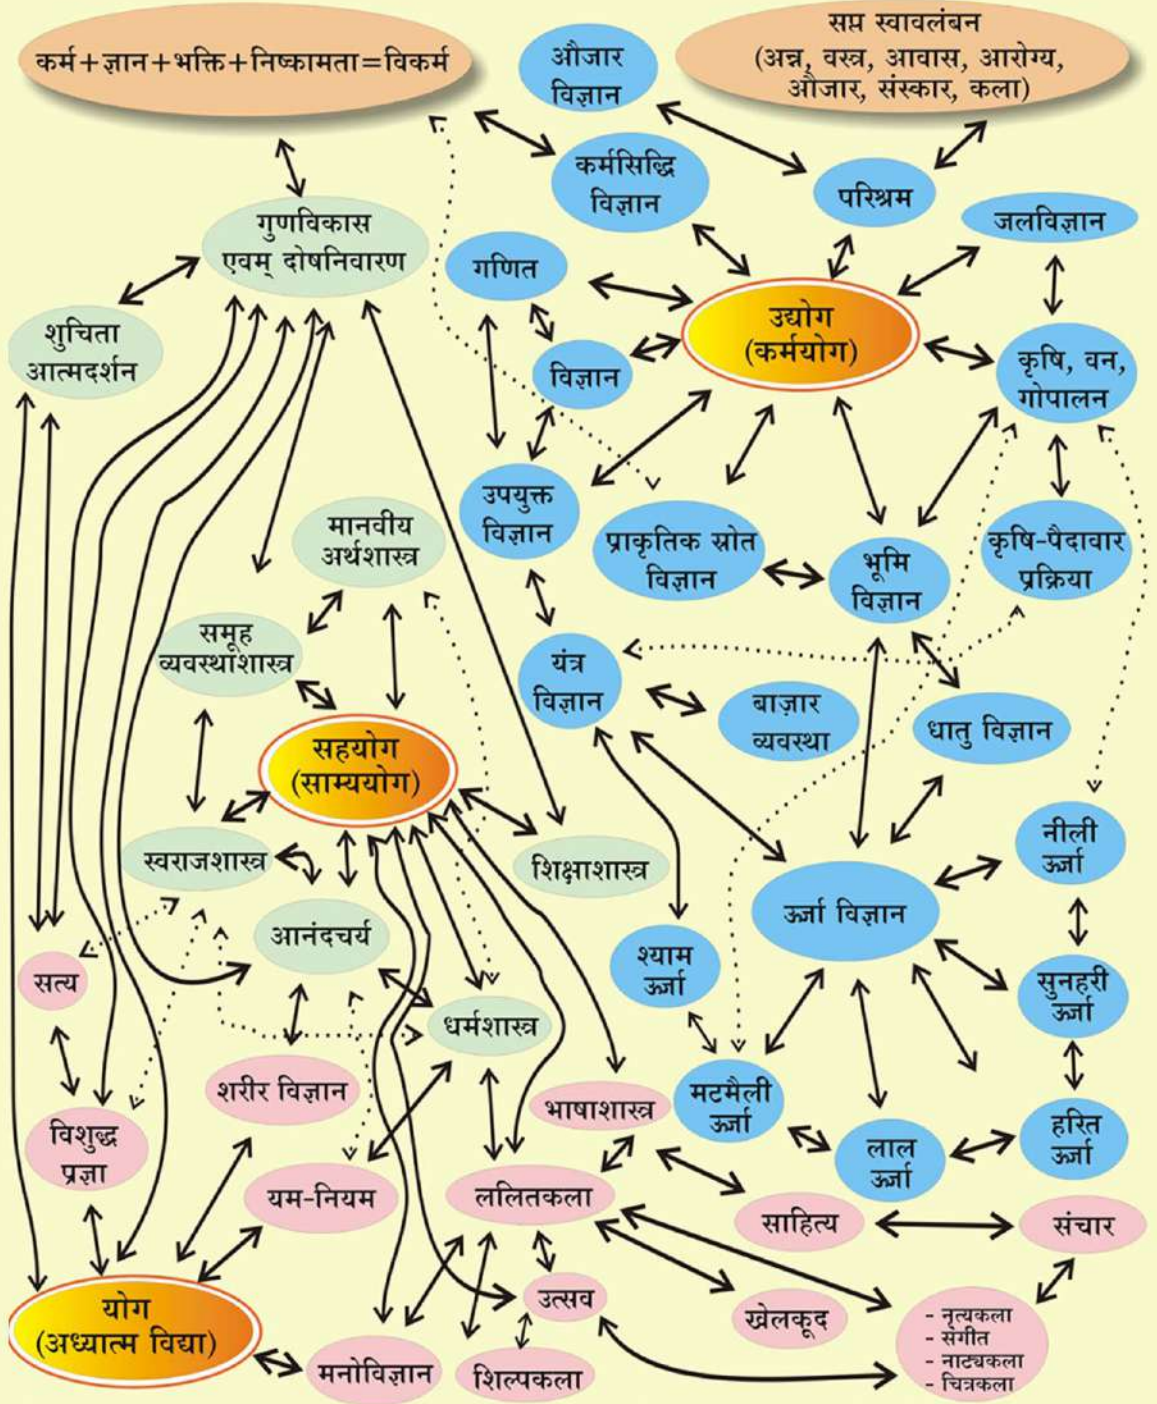 कर्म+ज्ञान+भक्ति+निष्कामता=विकर्म
औजार
विज्ञान
सप्त स्वावलंबन
(अन्न, वस्त्र, आवास, आरोग्य,
औजार, संस्कार, कला)
कर्मसिद्धि
विज्ञान
परिश्रम
जलविज्ञान
गुणविकास
एवम् दोषनिवारण
गणित
उद्योग
(कर्मयोग)
शुचिता
आत्मदर्शन
विज्ञान
कृषि, वन,
गोपालन
उपयुक्त
विज्ञान
मानवीय
अर्थशास्त्र
प्राकृतिक स्रोत
विज्ञान
भूमि
विज्ञान
कृषि-पैदावार
प्रक्रिया
समूह
व्यवस्थाशास्त्र
यंत्र
विज्ञान
बाज़ार
व्यवस्था
धातु विज्ञान
सहयोग
(साम्ययोग)
नीली
ऊर्जा
स्वराजशास्त्र
शिक्षाशास्त्र
ऊर्जा विज्ञान
आनंदचर्य
श्याम
ऊर्जा
सत्य
सुनहरी
ऊर्जा
धर्मशास्त्र
शरीर विज्ञान
भाषाशास्त्र
मटमैली
ऊर्जा
विशुद्ध
प्रज्ञा
लाल
ऊर्जा
हरित
ऊर्जा
यम-नियम
ललितकला
साहित्य
संचार
योग
(अध्यात्म विद्या)
उत्सव
खेलकूद
- नृत्यकला
- संगीत
- नाट्यकला
- चित्रकला
मनोविज्ञान
शिल्पकला